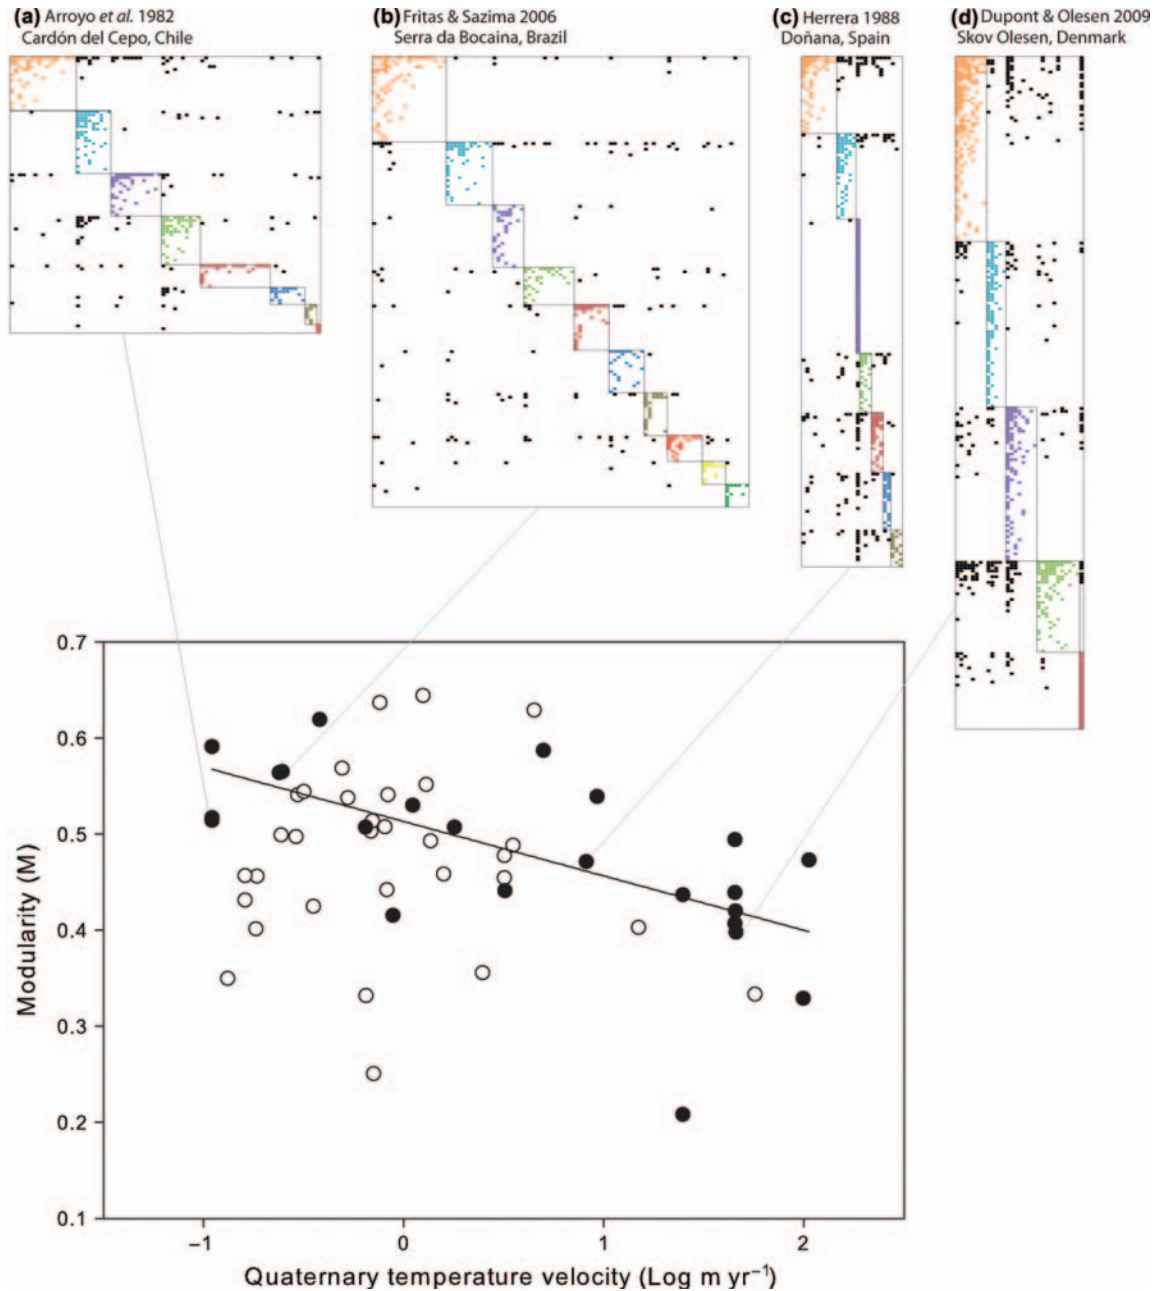 (a) Arroyo et al. 1982
Cardón del Cepo, Chile
(b) Fritas & Sazima 2006
Serra da Bocaina, Brazil
(c) Herrera 1988
Doñana, Spain
(d) Dupont & Olesen 2009
Skov Olesen, Denmark
0.7
0.6
0.5
0.4
0.3
0.2
0.1
Modularity (M)
−1
0
1
2
Quaternary temperature velocity (Log m yr⁻¹)